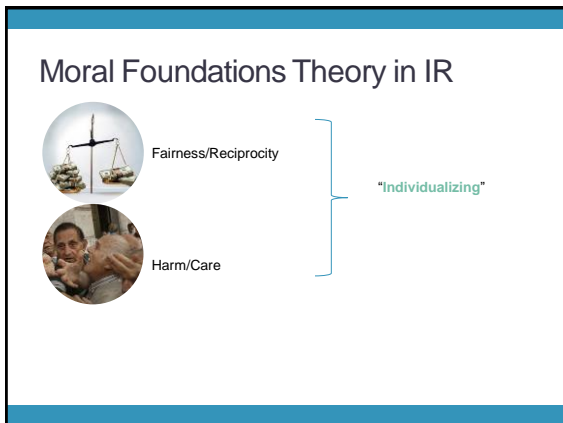 Moral Foundations Theory in IR
Fairness/Reciprocity
“Individualizing”
Harm/Care